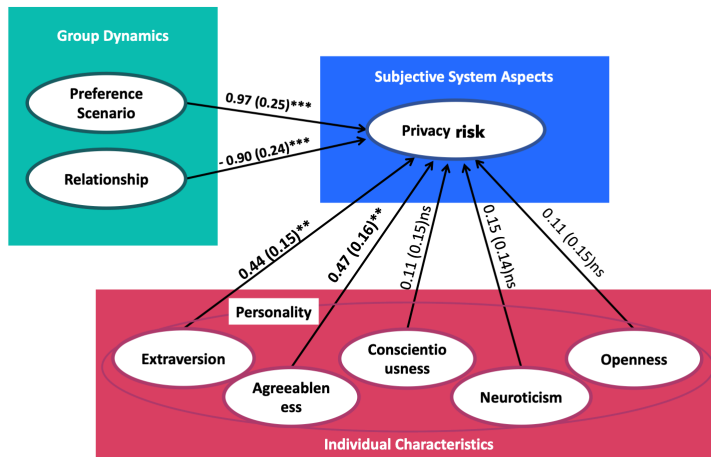 Group Dynamics
Preference
Scenario
Relationship
0.97 (0.25)***
- 0.90 (0.24)***
Subjective System Aspects
Privacy risk
0.44 (0.15)**
0.47 (0.16)**
0.11 (0.15)ns
0.15 (0.14)ns
0.11 (0.15)ns
Personality
Extraversion
Agreeablen
ess
Conscientio
usness
Neuroticism
Openness
Individual Characteristics